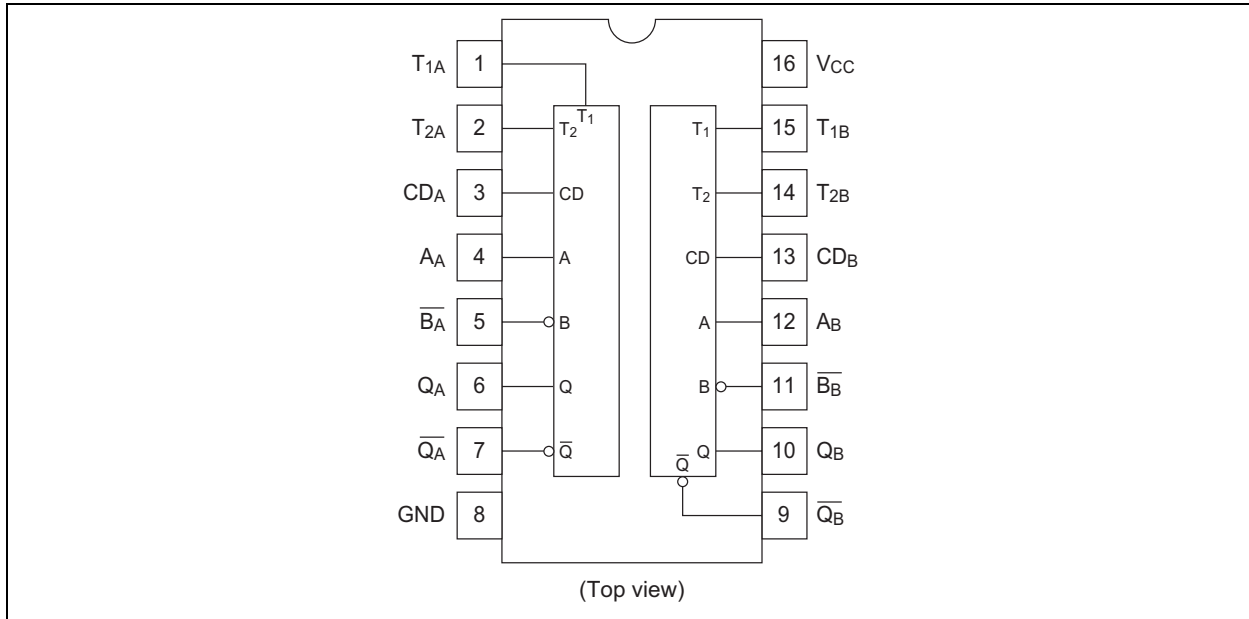 T1A 1 16 VCC
T1 
T2A 2 T2 T1 15 T1B
CDA 3 CD T2 14 T2B
AA 4 A CD 13 CDB
B̅A̅ 5 B A 12 AB
QA 6 Q B 11 B̅B̅
Q̅A̅ 7 Q̅ Q̅ Q 10 QB
GND 8 9 Q̅B̅
(Top view)